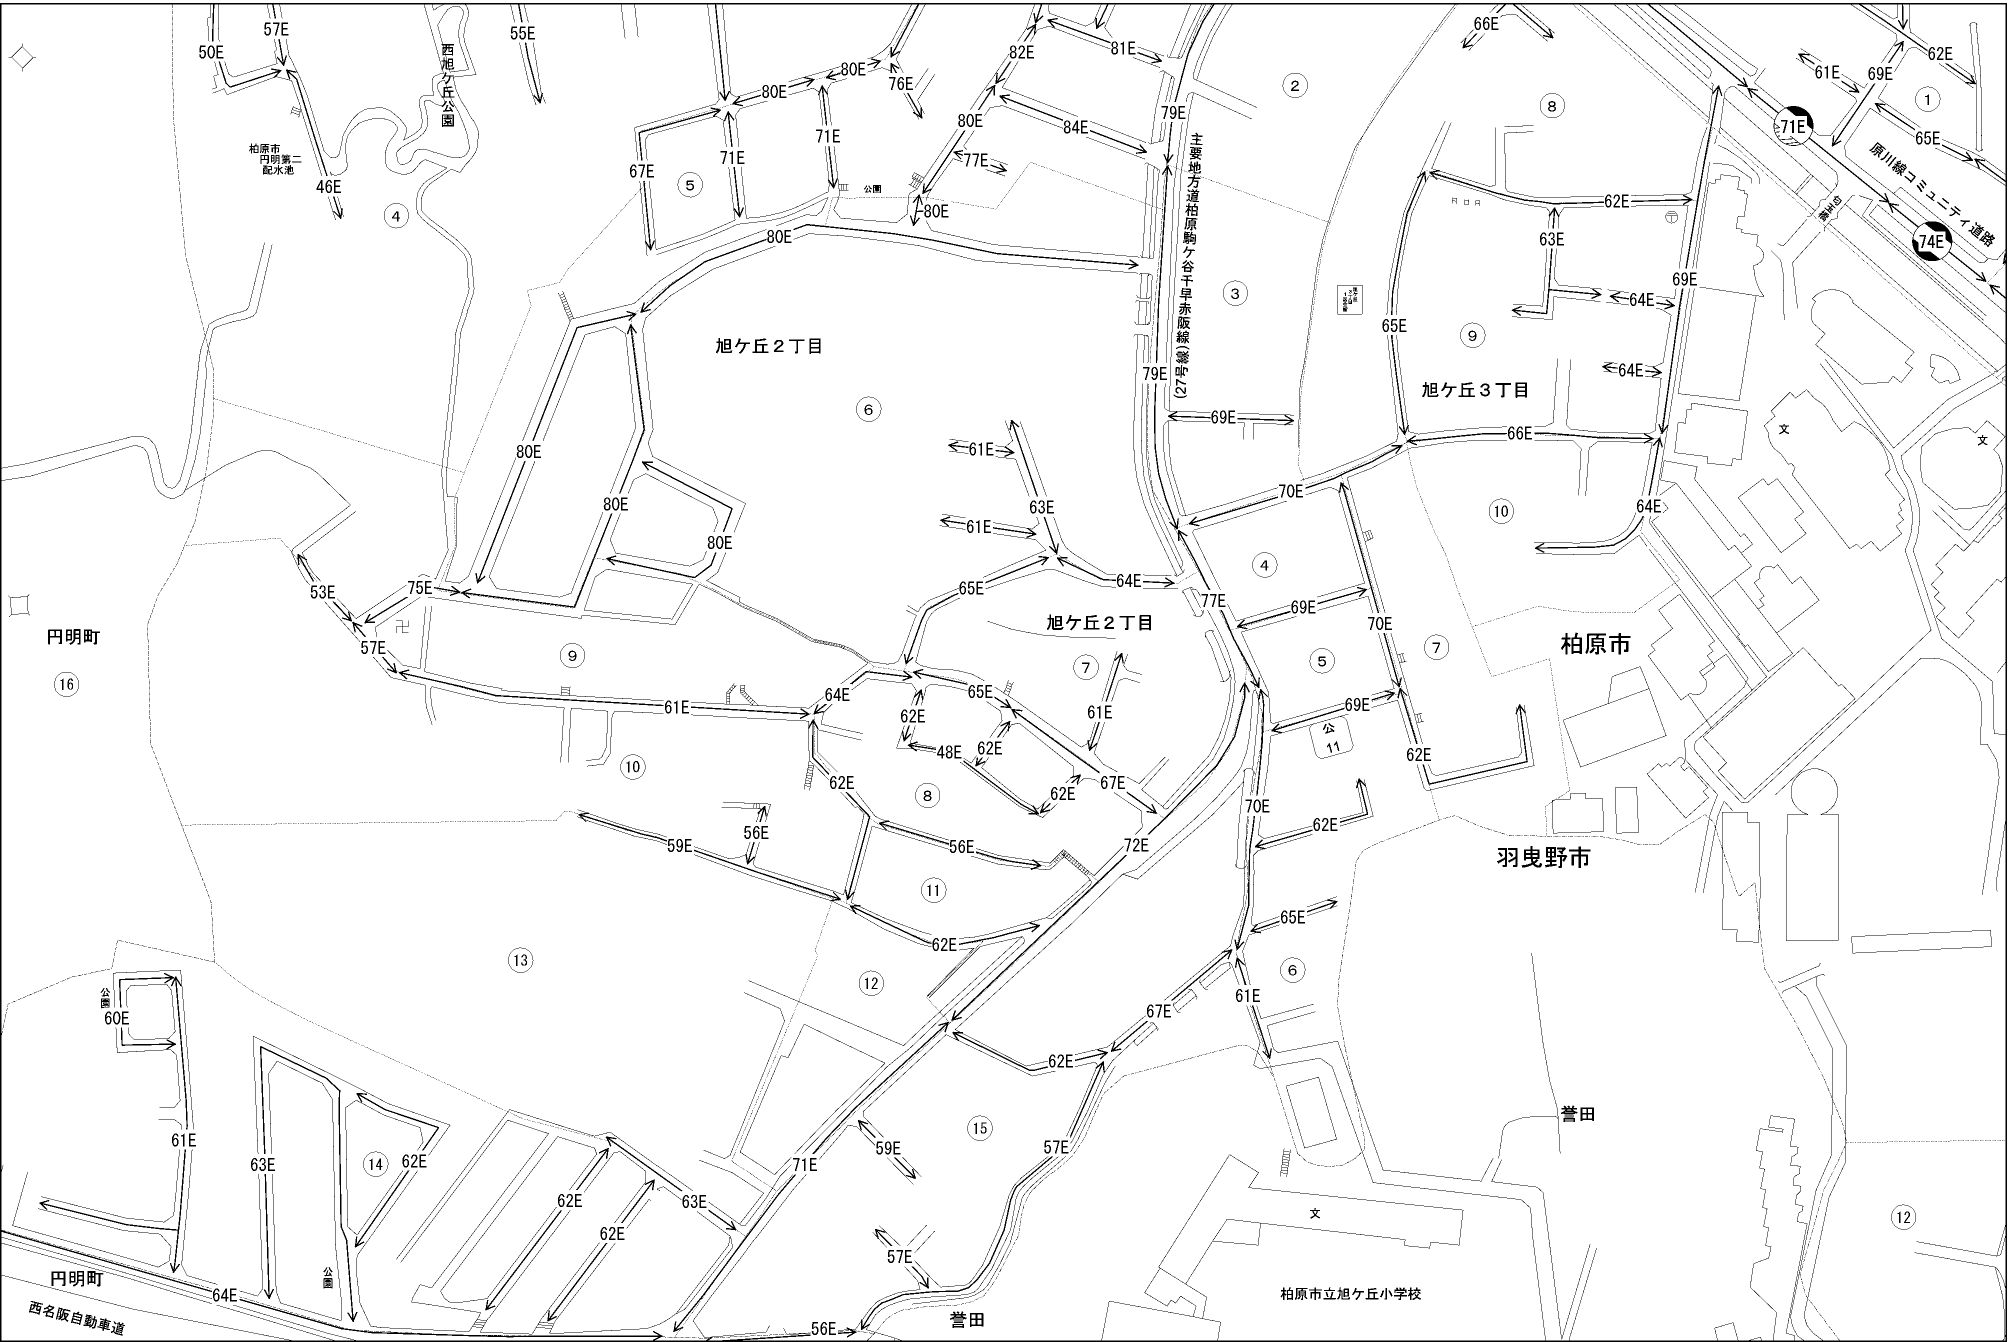 57E
55E
66E
50E
82E
81E
62E
西旭ケ丘公園
80E
61E
69E
80E
76E
②
⑧
①
79E
71E
80E
84E
71E
65E
柏原市
円明第二
配水池
71E
67E
77E
主要地方道柏原駒ケ谷千早赤阪線(27号線)
原川線コミュニティ道路
46E
⑤
公園
④
80E
62E
80E
63E
74E
69E
③
64E
65E
⑨
旭ケ丘２丁目
79E
64E
旭ケ丘３丁目
⑥
69E
文
66E
文
80E
61E
70E
80E
63E
64E
⑩
61E
80E
④
75E
65E
64E
53E
77E
69E
70E
円明町
旭ケ丘２丁目
柏原市
57E
⑨
⑦
⑤
⑦
⑯
65E
64E
61E
62E
61E
69E
公
11
62E
48E
62E
62E
⑩
67E
62E
⑧
70E
56E
62E
59E
56E
72E
羽曳野市
⑪
65E
62E
⑬
⑥
⑫
公園
61E
60E
67E
62E
誉田
⑮
61E
59E
57E
63E
⑭
62E
71E
62E
63E
文
⑫
62E
57E
公園
円明町
64E
柏原市立旭ケ丘小学校
西名阪自動車道
56E
誉田